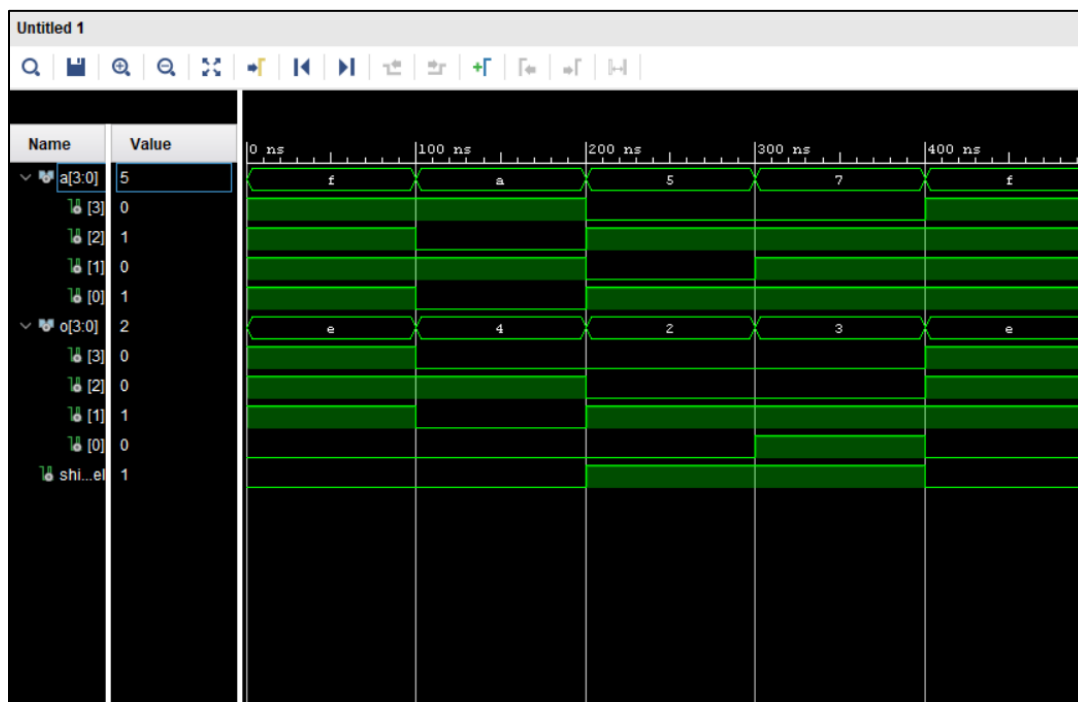 Untitled 1
Name Value 0 ns 100 ns 200 ns 300 ns 400 ns
a[3:0] 5 f a 5 7 f
[3] 0
[2] 1
[1] 0
[0] 1
o[3:0] 2 e 4 2 3 e
[3] 0
[2] 0
[1] 1
[0] 0
shi...el 1